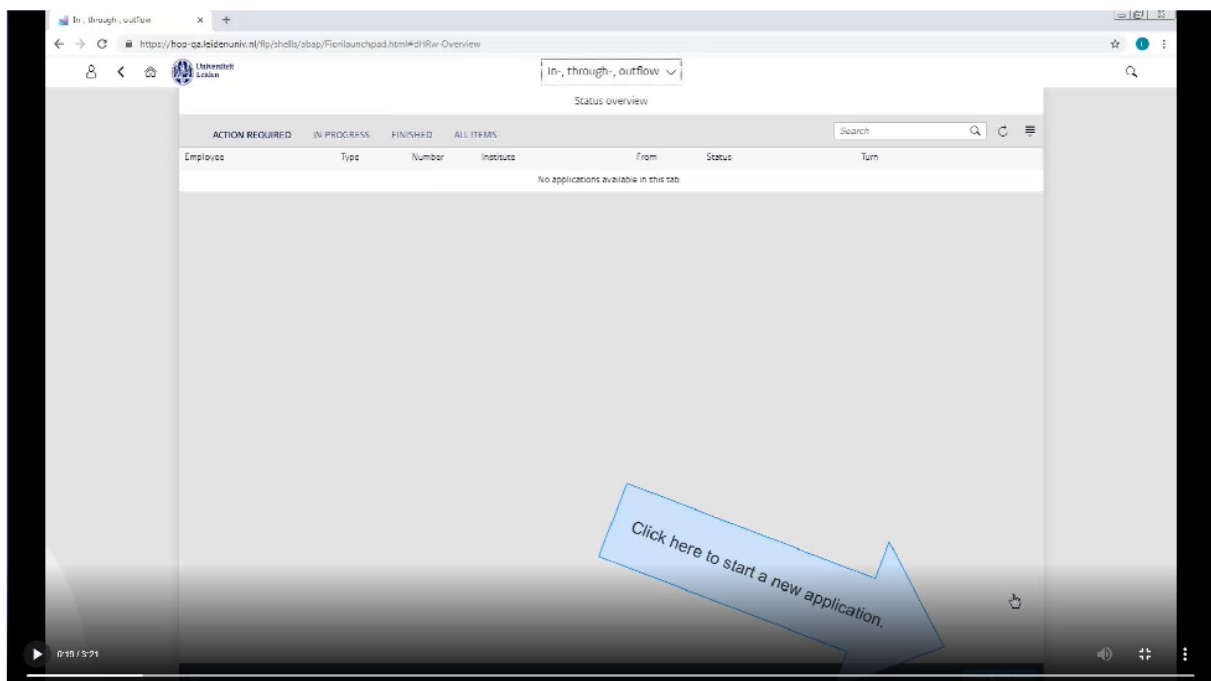 In-, through-, outflow
https://hop-qa.leidenuniv.nl/flp/shells/abap/Fiorilaunchpad.html#dHRw-Overview
Universiteit
Leiden
In-, through-, outflow
Status overview
ACTION REQUIRED IN PROGRESS FINISHED ALL ITEMS
Search
Employee Type Number Institute From Status Turn
No applications available in this tab
Click here to start a new application.
0:19 / 3:21